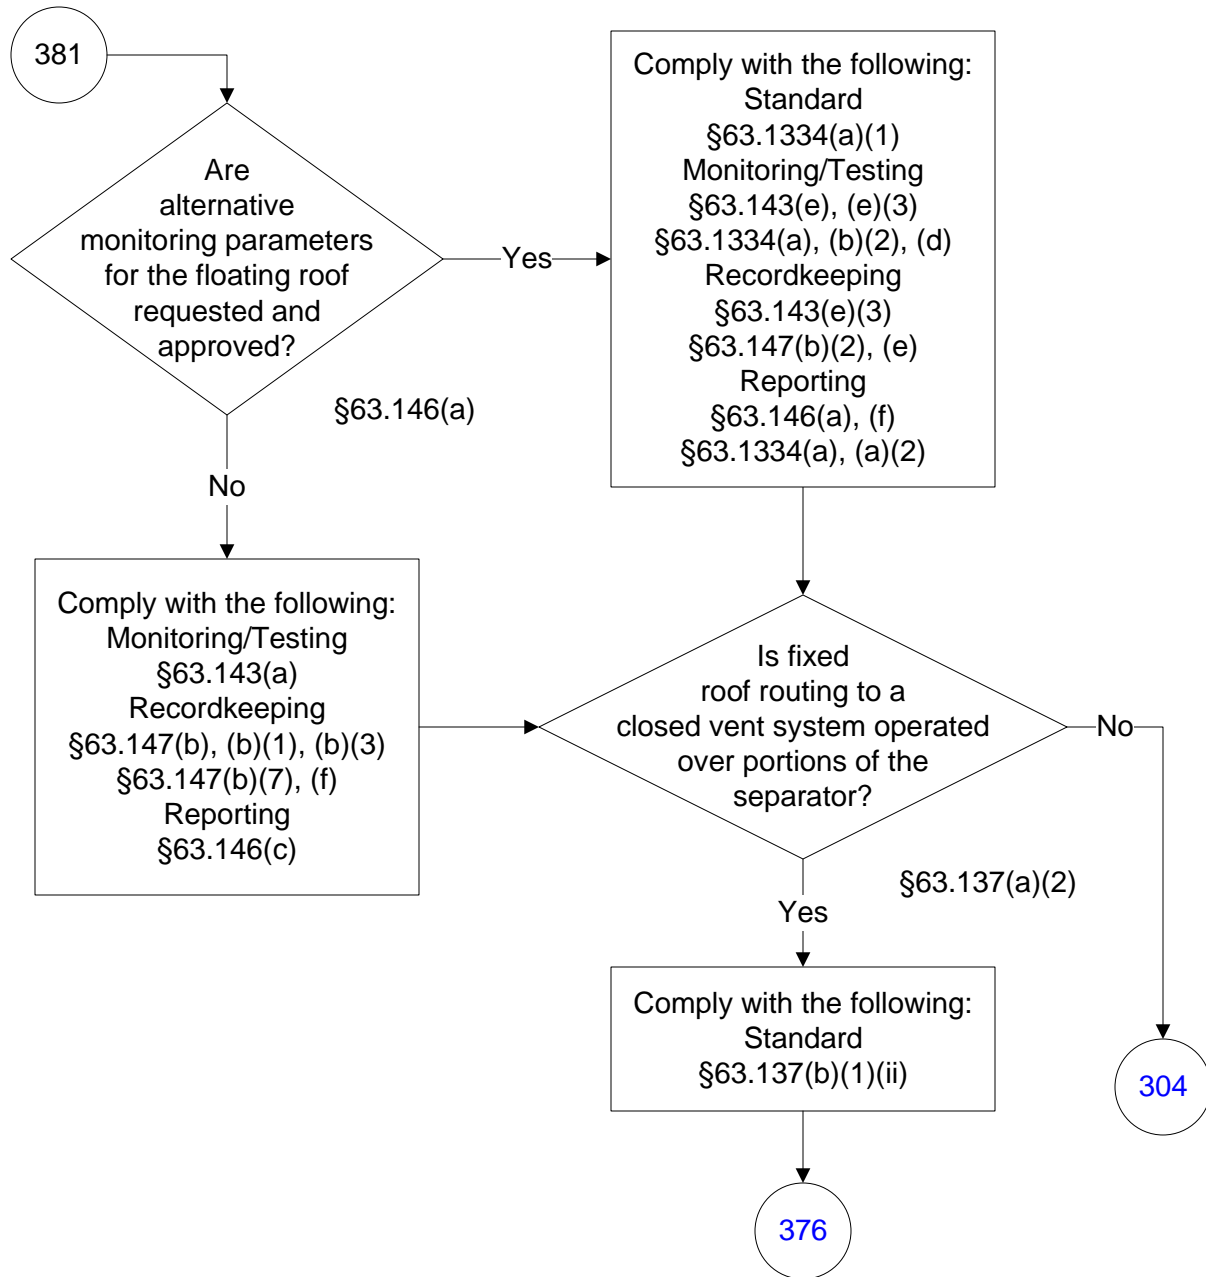 381
Are
alternative
monitoring parameters
for the floating roof
requested and
approved?
Yes
§63.146(a)
No
Comply with the following:
Standard
§63.1334(a)(1)
Monitoring/Testing
§63.143(e), (e)(3)
§63.1334(a), (b)(2), (d)
Recordkeeping
§63.143(e)(3)
§63.147(b)(2), (e)
Reporting
§63.146(a), (f)
§63.1334(a), (a)(2)
Comply with the following:
Monitoring/Testing
§63.143(a)
Recordkeeping
§63.147(b), (b)(1), (b)(3)
§63.147(b)(7), (f)
Reporting
§63.146(c)
Is fixed
roof routing to a
closed vent system operated
over portions of the
separator?
No
§63.137(a)(2)
Yes
Comply with the following:
Standard
§63.137(b)(1)(ii)
304
376